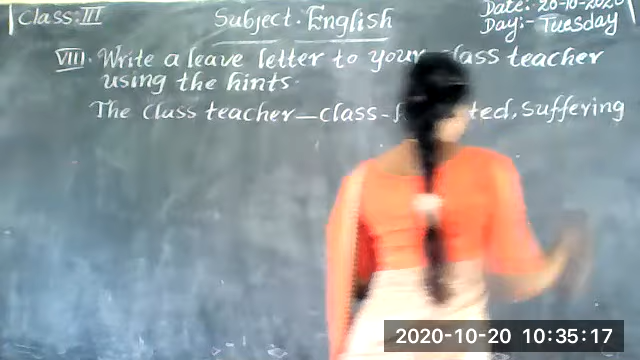 Class: III
Subject. English
Date: 20-10-2020
Day:- Tuesday
VIII. Write a leave letter to your class teacher
using the hints.
The class teacher—class- ted, Suffering
2020-10-20 10:35:17